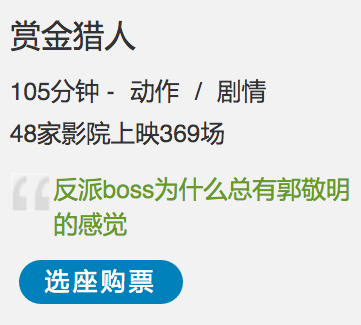 赏金猎人
105分钟 - 动作 / 剧情
48家影院上映369场
反派boss为什么总有郭敬明
的感觉
选座购票